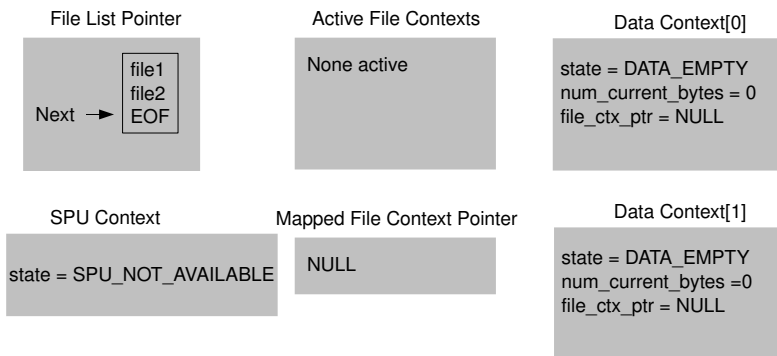 File List Pointer
file1
file2
Next EOF
Active File Contexts
None active
Data Context[0]
state = DATA_EMPTY
num_current_bytes = 0
file_ctx_ptr = NULL
SPU Context
state = SPU_NOT_AVAILABLE
Mapped File Context Pointer
NULL
Data Context[1]
state = DATA_EMPTY
num_current_bytes =0
file_ctx_ptr = NULL